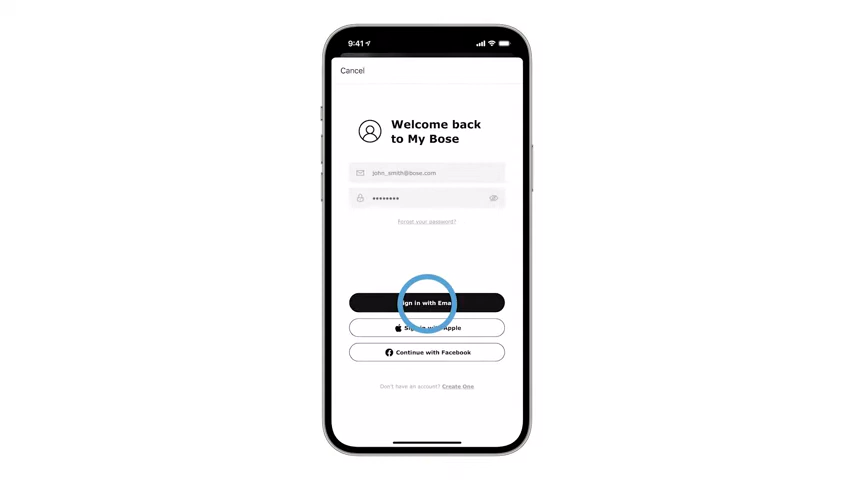 9:41
Cancel
Welcome back
to My Bose
john_smith@bose.com
••••••••
Forgot your password?
Sign in with Email
Sign in with Apple
Continue with Facebook
Don't have an account? Create One